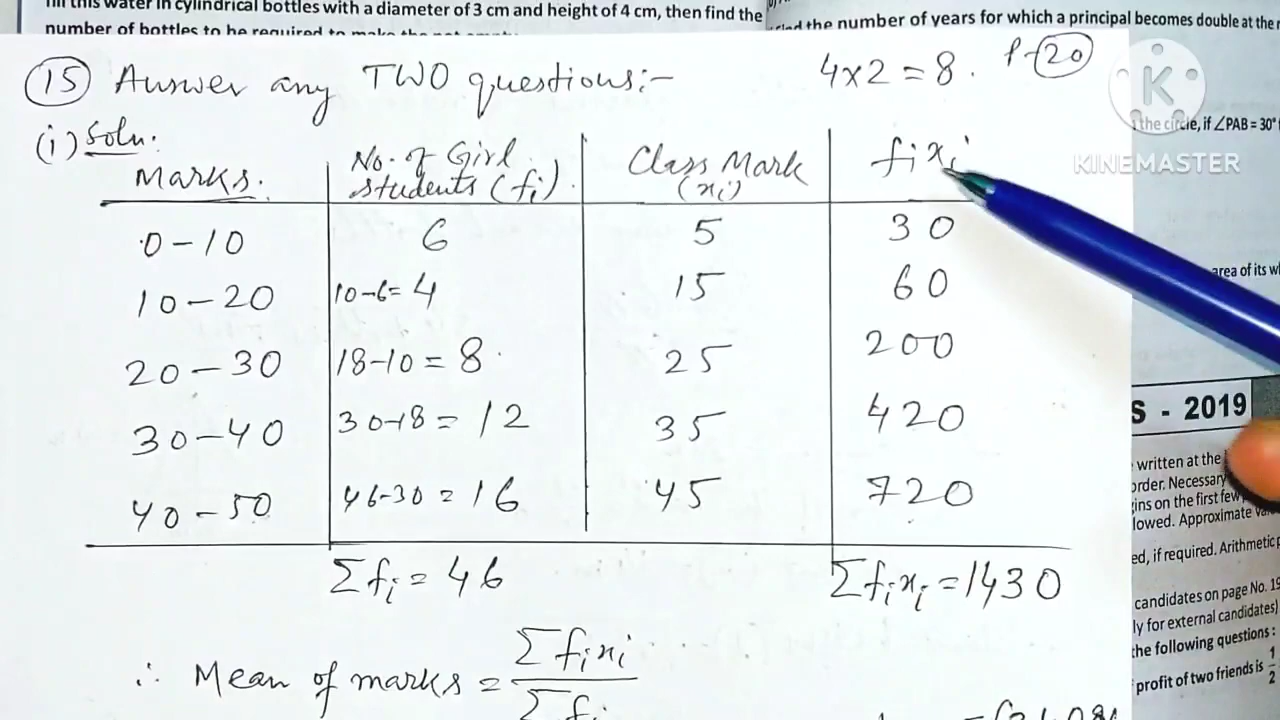 fill this water in cylindrical bottles with a diameter of 3 cm and height of 4 cm, then find the
number of bottles to be required to make the pot empty.
the number of years for which a principal becomes double at the
15 Answer any TWO questions:-
4x2 = 8.
P-20
(i) Soln.
Marks.
No. of Girl students (fi).
Class Mark (xi)
fixi
0-10
6
5
30
10-20
10-6= 4
15
60
20-30
18-10 = 8
25
200
30-40
30-18 = 12
35
420
40-50
46-30 = 16
45
720
Σfi = 46
Σfixi = 1430
∴ Mean of marks = Σfixi / Σfi
K
KINEMASTER
the circle, if ∠PAB = 30°
area of its
S - 2019
written at the
order. Necessary
ins on the first few
lowed. Approximate
ed, if required. Arithmetic
candidates on page No.
ly for external candidates)
the following questions :
profit of two friends is 1/2